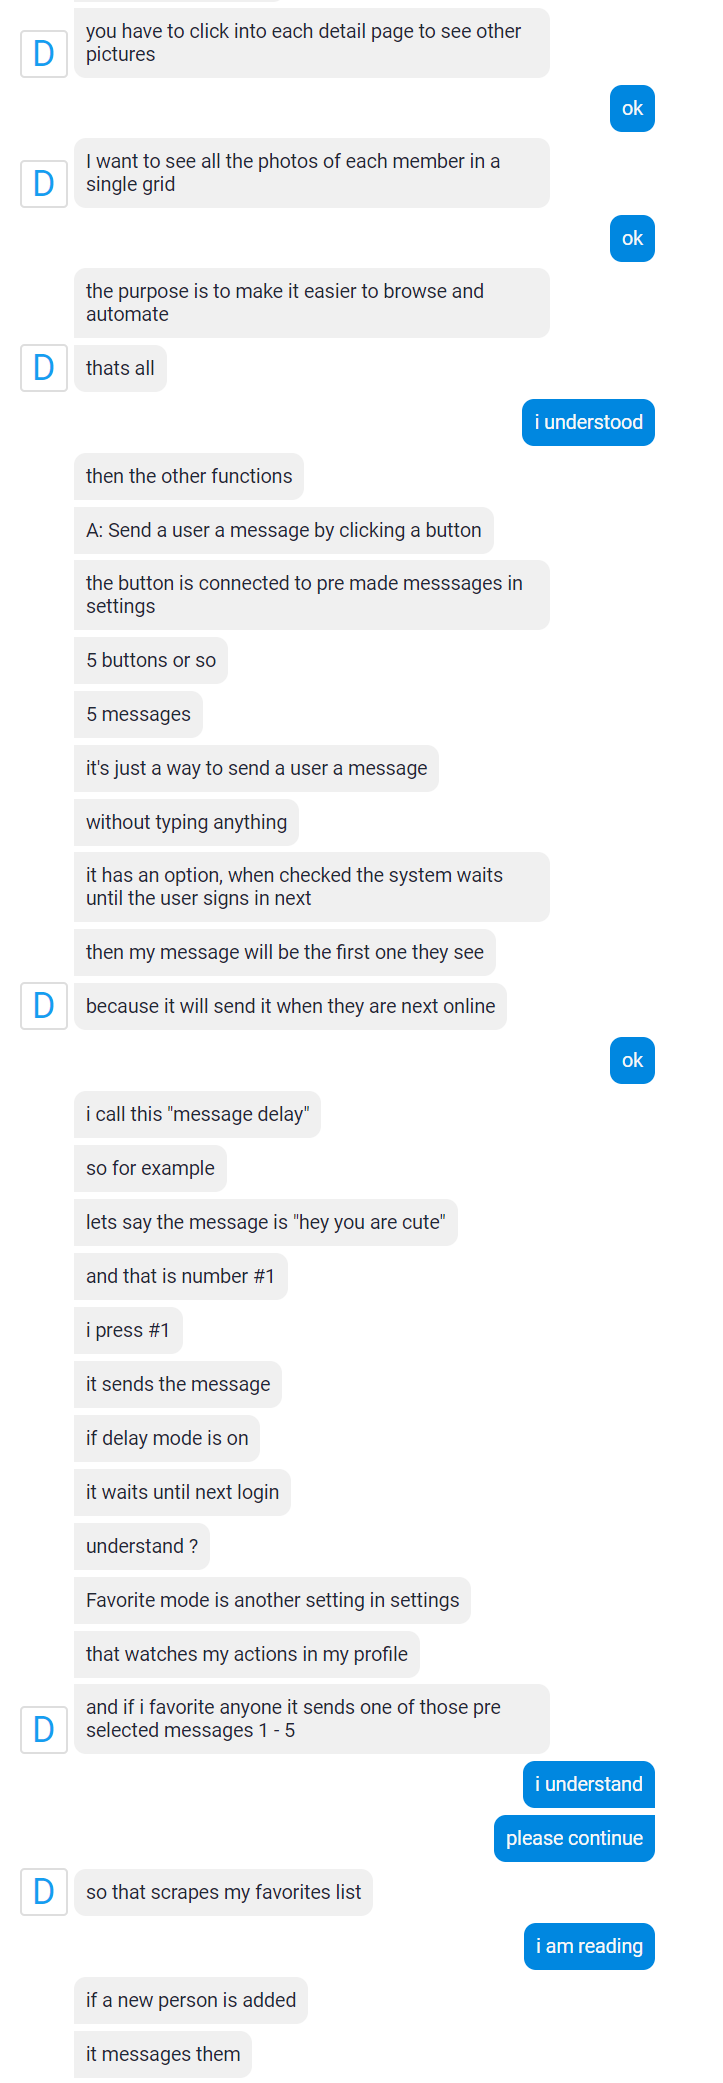 you have to click into each detail page to see other
pictures
D
ok
I want to see all the photos of each member in a
single grid
D
ok
the purpose is to make it easier to browse and
automate
D
thats all
i understood
then the other functions
A: Send a user a message by clicking a button
the button is connected to pre made messsages in
settings
5 buttons or so
5 messages
it's just a way to send a user a message
without typing anything
it has an option, when checked the system waits
until the user signs in next
then my message will be the first one they see
D
because it will send it when they are next online
ok
i call this "message delay"
so for example
lets say the message is "hey you are cute"
and that is number #1
i press #1
it sends the message
if delay mode is on
it waits until next login
understand ?
Favorite mode is another setting in settings
that watches my actions in my profile
and if i favorite anyone it sends one of those pre
selected messages 1 - 5
D
i understand
please continue
D
so that scrapes my favorites list
i am reading
if a new person is added
it messages them